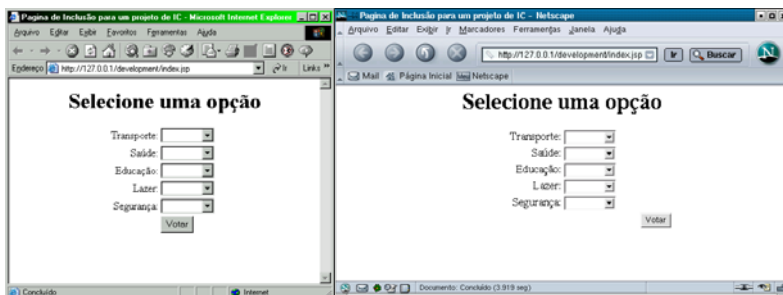 Pagina de Inclusão para um projeto de IC - Microsoft Internet Explorer
Arquivo Editar Exibir Favoritos Ferramentas Ajuda
Endereço http://127.0.0.1/development/index.jsp Ir Links »
Selecione uma opção
Transporte:
Saúde:
Educação:
Lazer:
Segurança:
Votar
Concluído Internet
Pagina de Inclusão para um projeto de IC - Netscape
Arquivo Editar Exibir Ir Marcadores Ferramentas Janela Ajuda
http://127.0.0.1/development/index.jsp Ir Buscar N
Mail Página Inicial Netscape
Selecione uma opção
Transporte:
Saúde:
Educação:
Lazer:
Segurança:
Votar
Documento: Concluído (3.919 seg)